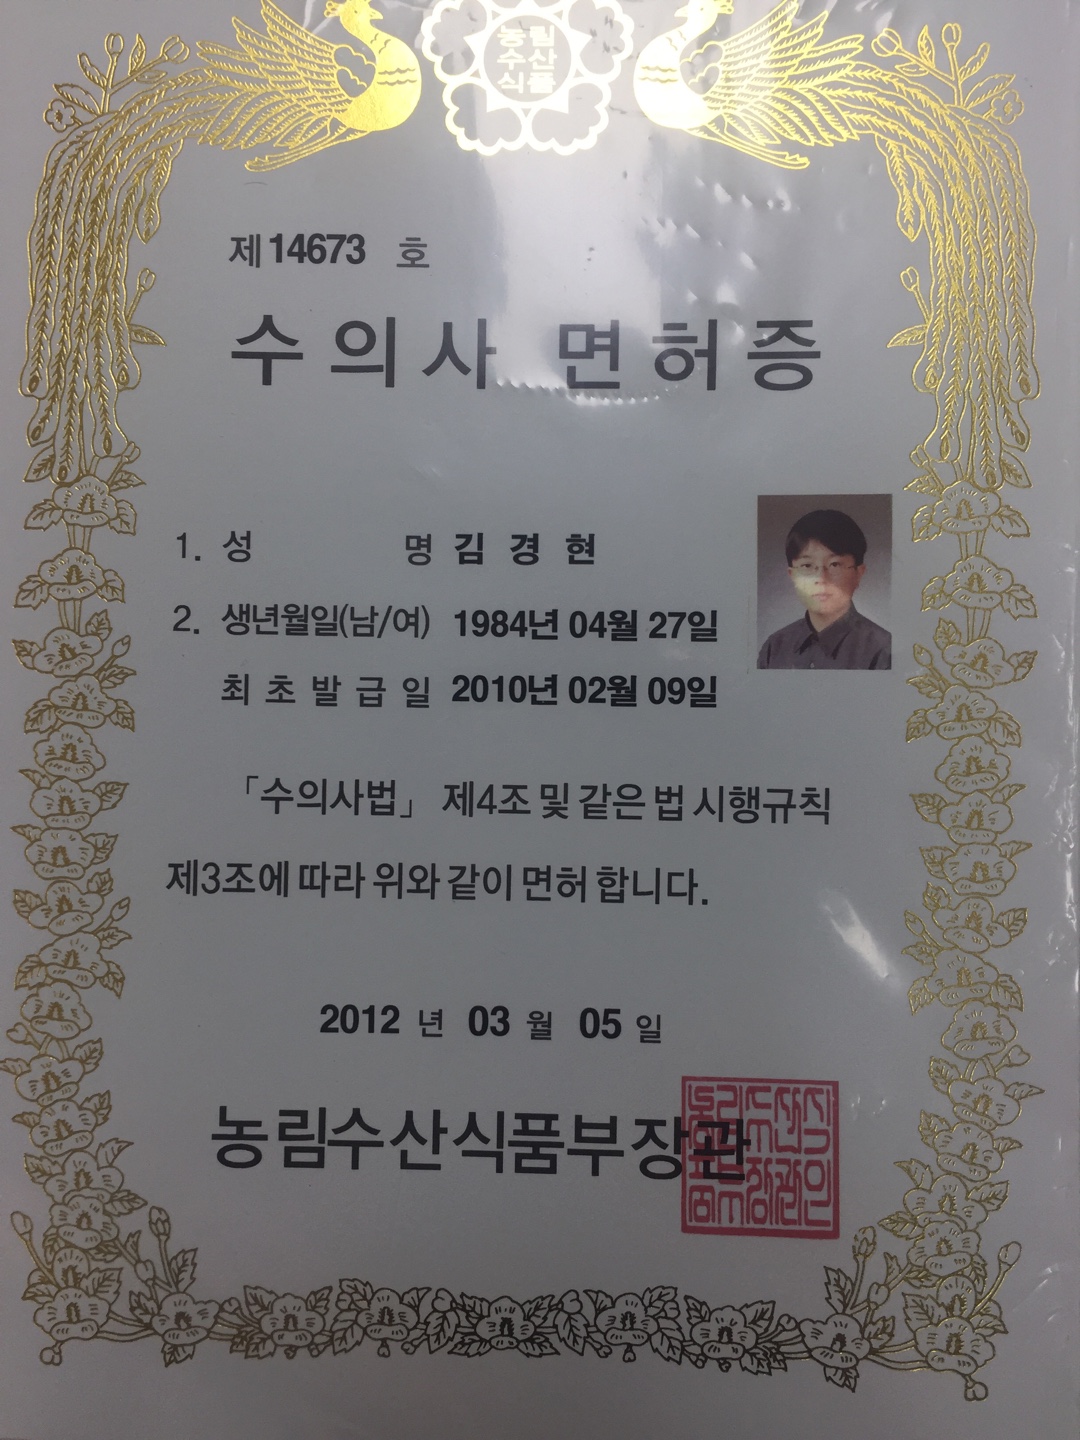 농림
수산
식품
제 14673 호
수의사 면허증
1. 성 명 김 경 현
2. 생년월일(남/여) 1984년 04월 27일
최초발급일 2010년 02월 09일
「수의사법」 제4조 및 같은 법 시행규칙
제3조에 따라 위와 같이 면허 합니다.
2012 년 03 월 05 일
농림수산식품부장관
농림수산식
품부장관의인